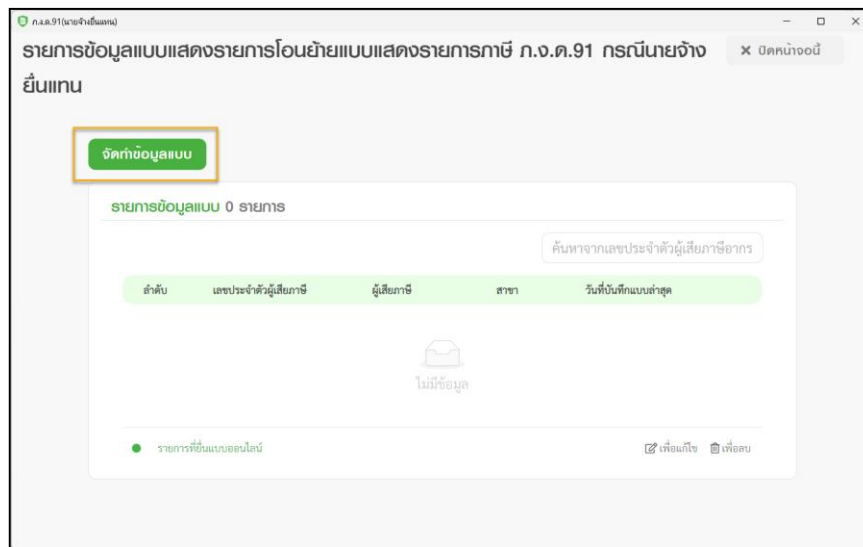 ภ.ง.ด.91(นายจ้างยื่นแทน)
รายการข้อมูลแบบแสดงรายการโอนย้ายแบบแสดงรายการภาษี ภ.ง.ด.91 กรณีนายจ้าง
ยื่นแทน
ปิดหน้าจอนี้
จัดทำข้อมูลแบบ
รายการข้อมูลแบบ 0 รายการ
ค้นหาจากเลขประจำตัวผู้เสียภาษีอากร
ลำดับ เลขประจำตัวผู้เสียภาษี ผู้เสียภาษี สาขา วันที่บันทึกแบบล่าสุด
ไม่มีข้อมูล
รายการที่ยื่นแบบออนไลน์ เพื่อแก้ไข เพื่อลบ